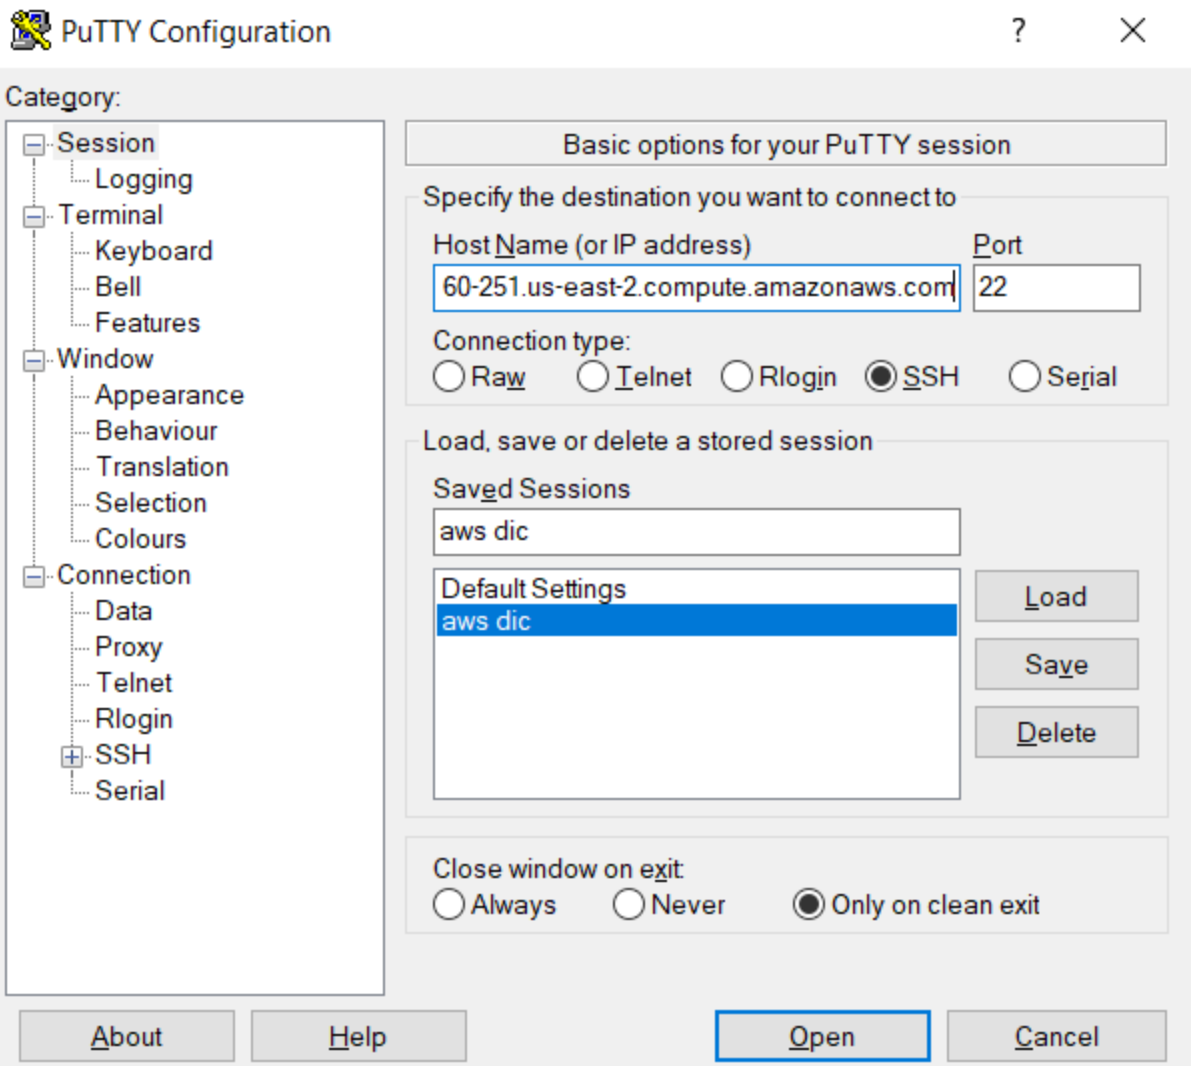 PuTTY Configuration
?
Category:
Session
Logging
Terminal
Keyboard
Bell
Features
Window
Appearance
Behaviour
Translation
Selection
Colours
Connection
Data
Proxy
Telnet
Rlogin
SSH
Serial
Basic options for your PuTTY session
Specify the destination you want to connect to
Host Name (or IP address) Port
60-251.us-east-2.compute.amazonaws.com 22
Connection type:
Raw Telnet Rlogin SSH Serial
Load, save or delete a stored session
Saved Sessions
aws dic
Default Settings
aws dic
Load
Save
Delete
Close window on exit:
Always Never Only on clean exit
About Help Open Cancel